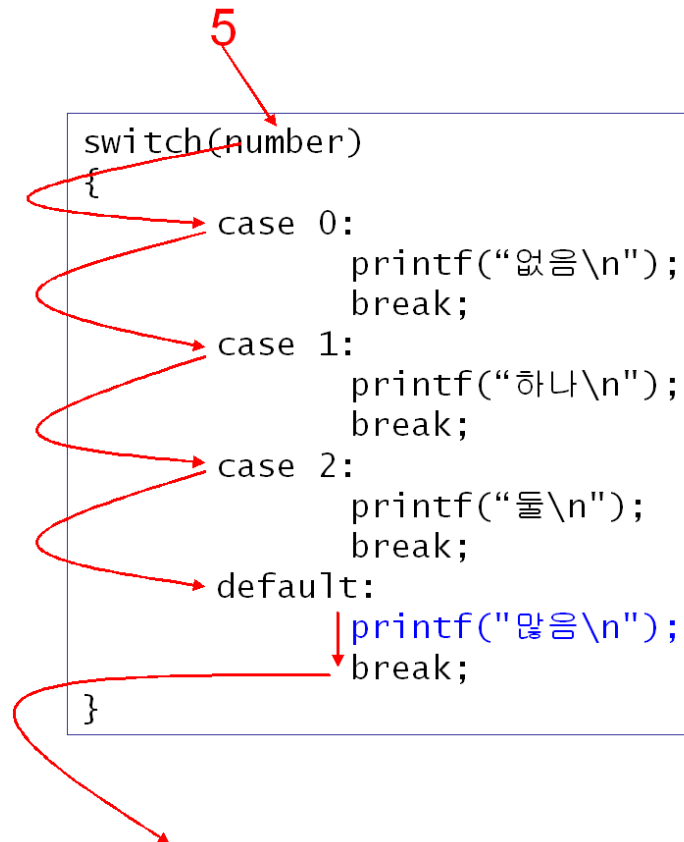 5
switch(number)
{
case 0:
printf(“없음\n");
break;
case 1:
printf(“하나\n");
break;
case 2:
printf(“둘\n");
break;
default:
printf("많음\n");
break;
}